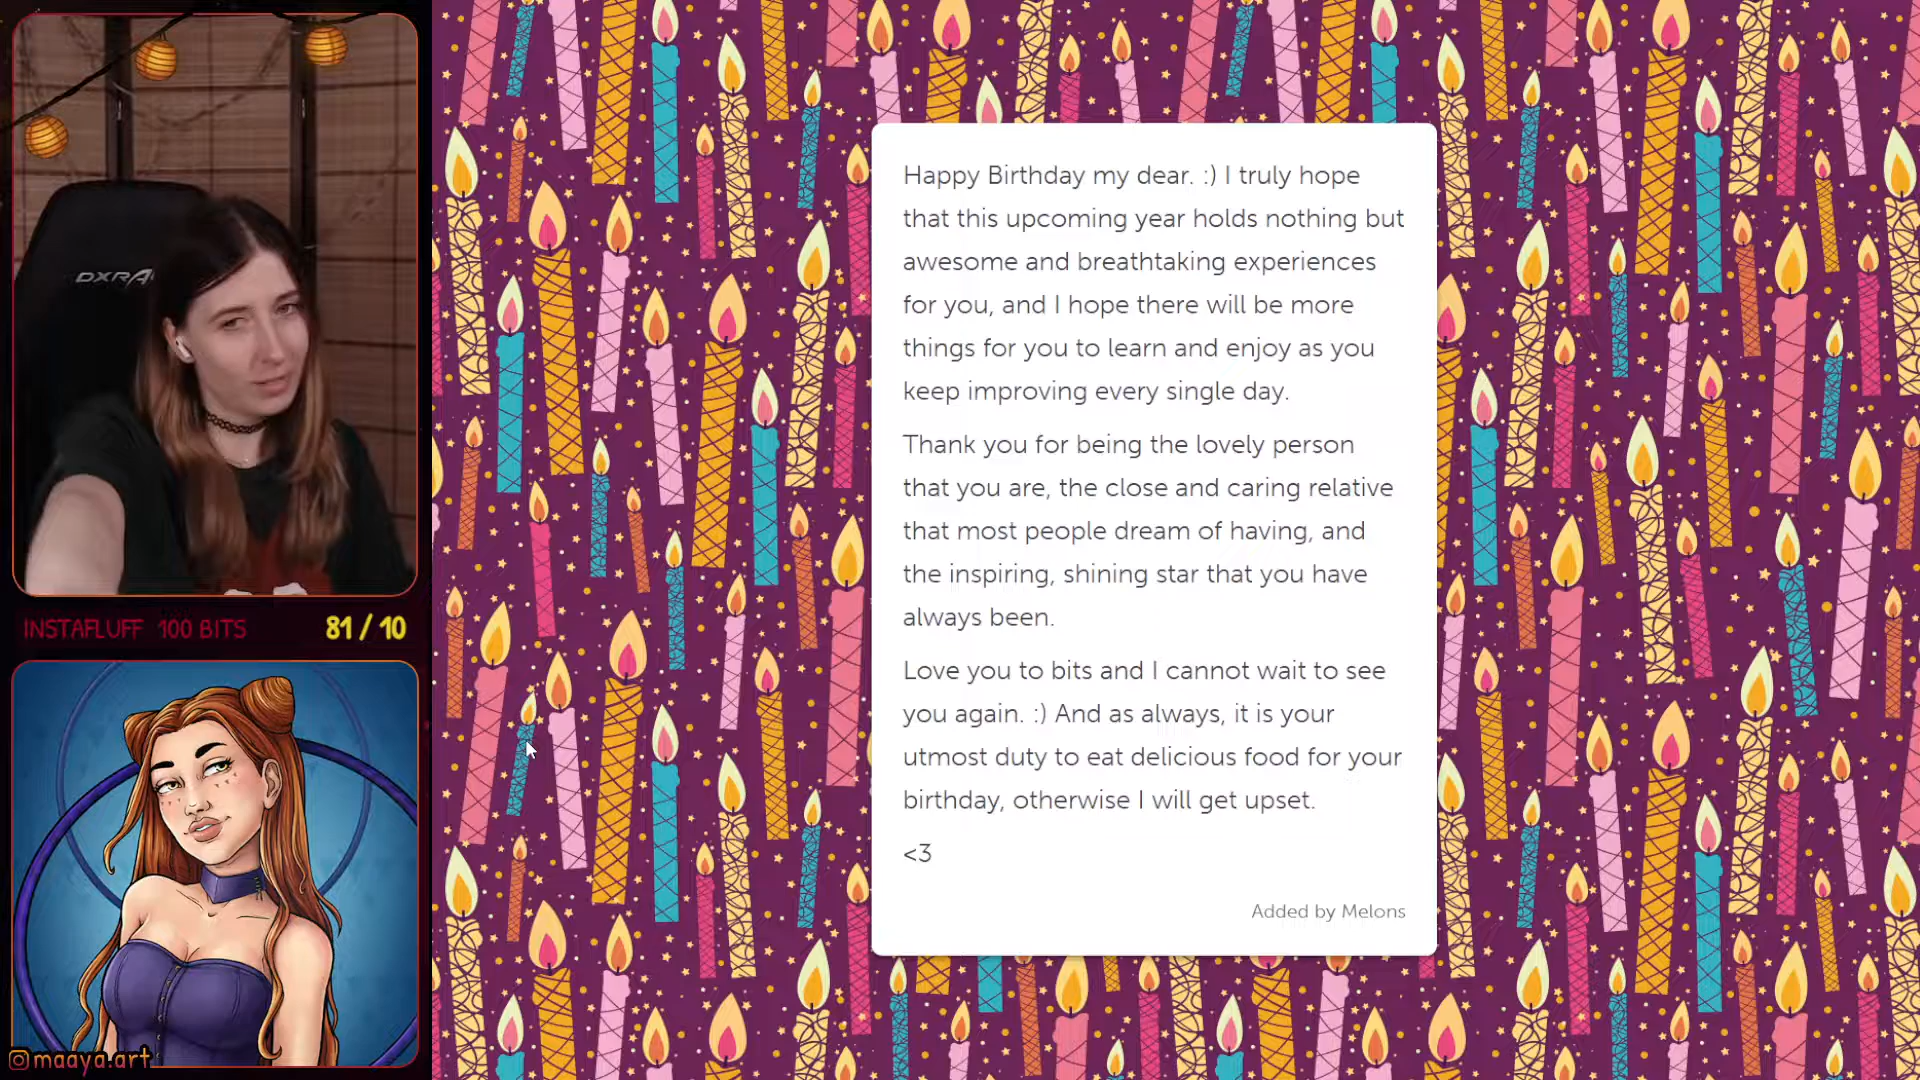 DXRA
INSTAFLUFF 100 BITS 81 / 10
maaya.art
Happy Birthday my dear. :) I truly hope
that this upcoming year holds nothing but
awesome and breathtaking experiences
for you, and I hope there will be more
things for you to learn and enjoy as you
keep improving every single day.
Thank you for being the lovely person
that you are, the close and caring relative
that most people dream of having, and
the inspiring, shining star that you have
always been.
Love you to bits and I cannot wait to see
you again. :) And as always, it is your
utmost duty to eat delicious food for your
birthday, otherwise I will get upset.
<3
Added by Melons